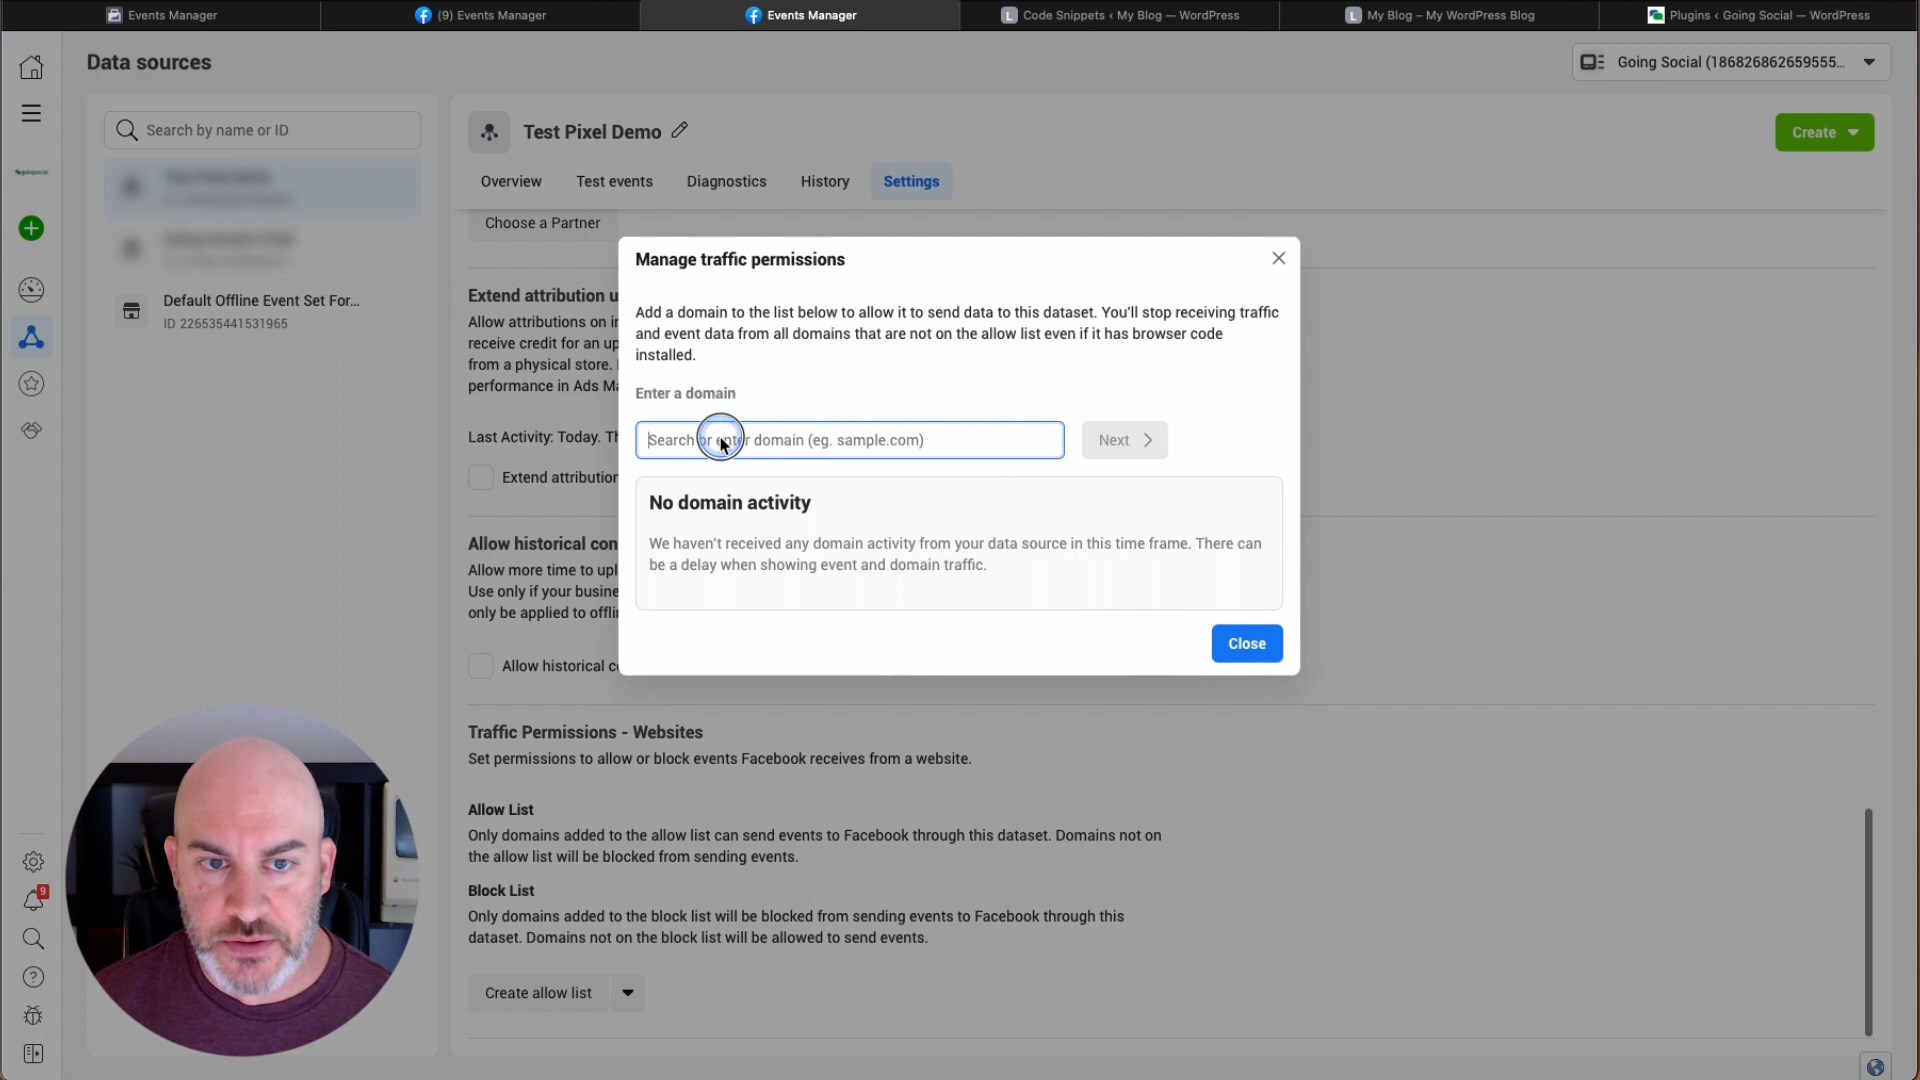 Events Manager
(9) Events Manager
Events Manager
Code Snippets ‹ My Blog — WordPress
My Blog – My WordPress Blog
Plugins ‹ Going Social — WordPress
Data sources
Going Social (186826862659555...
Search by name or ID
Default Offline Event Set For...
ID 226535441531965
Test Pixel Demo
Create
Overview
Test events
Diagnostics
History
Settings
Choose a Partner
Extend attribution u
Allow attributions on i
receive credit for an up
from a physical store.
performance in Ads Ma
Last Activity: Today. Th
Extend attribution
Allow historical con
Allow more time to upl
Use only if your busine
only be applied to offli
Allow historical c
Manage traffic permissions
Add a domain to the list below to allow it to send data to this dataset. You'll stop receiving traffic
and event data from all domains that are not on the allow list even if it has browser code
installed.
Enter a domain
Search or enter domain (eg. sample.com)
Next
No domain activity
We haven't received any domain activity from your data source in this time frame. There can
be a delay when showing event and domain traffic.
Close
Traffic Permissions - Websites
Set permissions to allow or block events Facebook receives from a website.
Allow List
Only domains added to the allow list can send events to Facebook through this dataset. Domains not on
the allow list will be blocked from sending events.
Block List
Only domains added to the block list will be blocked from sending events to Facebook through this
dataset. Domains not on the block list will be allowed to send events.
Create allow list
9